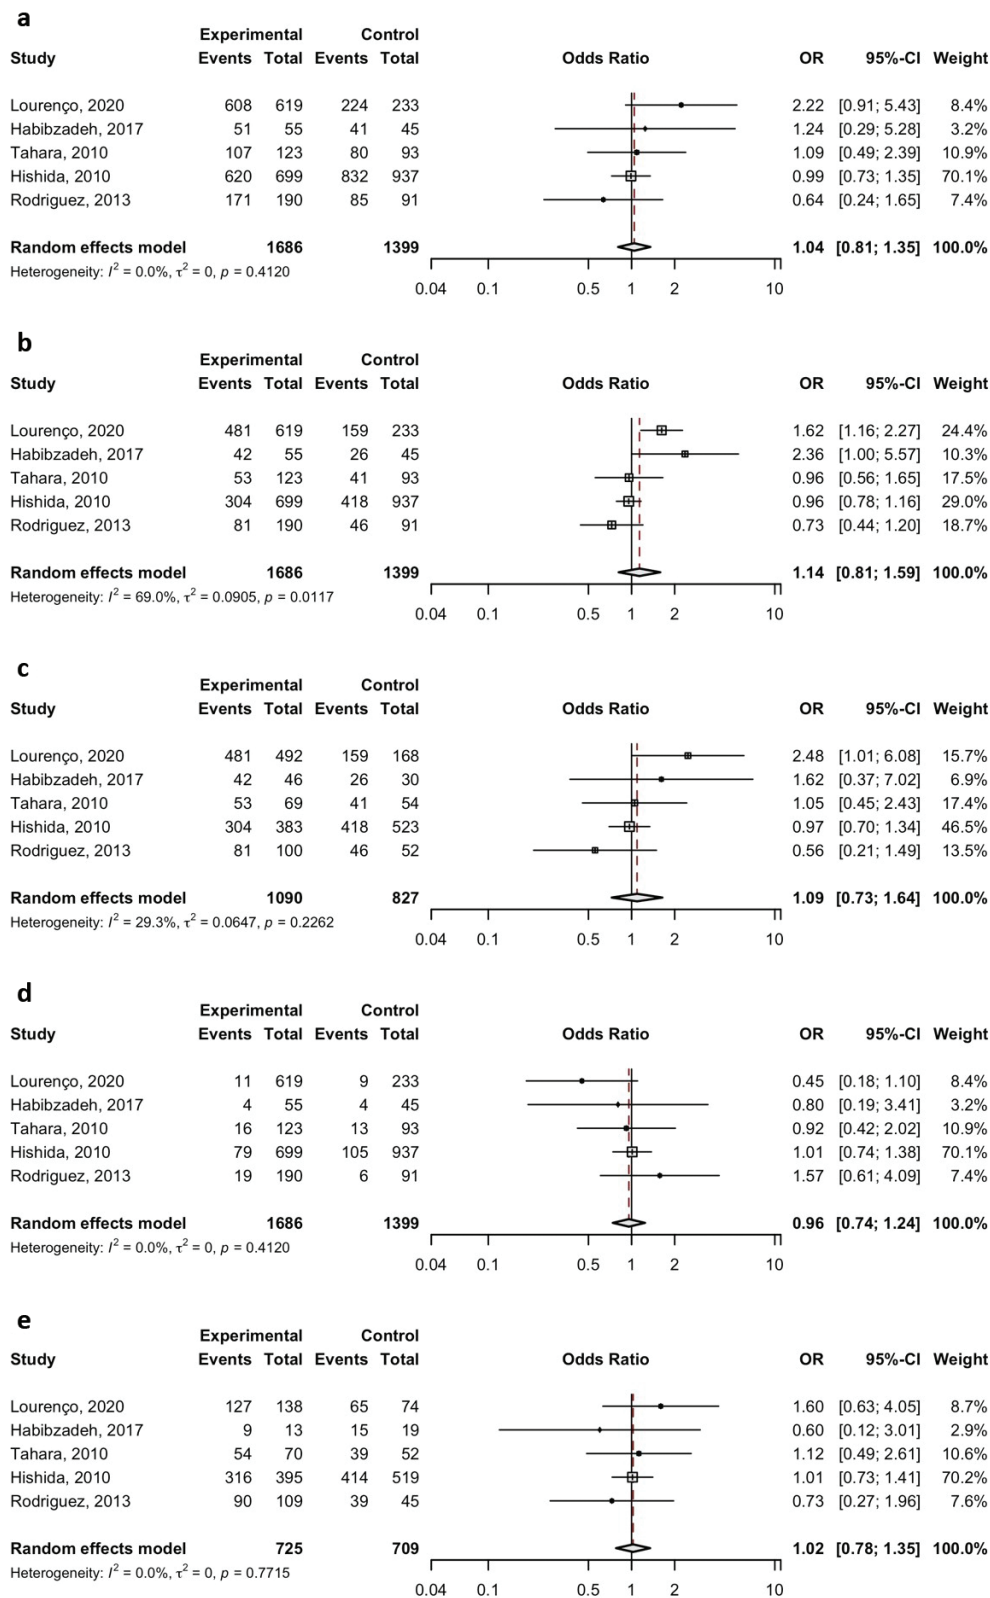 a
Experimental Control
Study Events Total Events Total Odds Ratio OR 95%-CI Weight
Lourenço, 2020 608 619 224 233 2.22 [0.91; 5.43] 8.4%
Habibzadeh, 2017 51 55 41 45 1.24 [0.29; 5.28] 3.2%
Tahara, 2010 107 123 80 93 1.09 [0.49; 2.39] 10.9%
Hishida, 2010 620 699 832 937 0.99 [0.73; 1.35] 70.1%
Rodriguez, 2013 171 190 85 91 0.64 [0.24; 1.65] 7.4%
Random effects model 1686 1399 1.04 [0.81; 1.35] 100.0%
Heterogeneity: I² = 0.0%, τ² = 0, p = 0.4120
0.04 0.1 0.5 1 2 10
b
Experimental Control
Study Events Total Events Total Odds Ratio OR 95%-CI Weight
Lourenço, 2020 481 619 159 233 1.62 [1.16; 2.27] 24.4%
Habibzadeh, 2017 42 55 26 45 2.36 [1.00; 5.57] 10.3%
Tahara, 2010 53 123 41 93 0.96 [0.56; 1.65] 17.5%
Hishida, 2010 304 699 418 937 0.96 [0.78; 1.16] 29.0%
Rodriguez, 2013 81 190 46 91 0.73 [0.44; 1.20] 18.7%
Random effects model 1686 1399 1.14 [0.81; 1.59] 100.0%
Heterogeneity: I² = 69.0%, τ² = 0.0905, p = 0.0117
0.04 0.1 0.5 1 2 10
c
Experimental Control
Study Events Total Events Total Odds Ratio OR 95%-CI Weight
Lourenço, 2020 481 492 159 168 2.48 [1.01; 6.08] 15.7%
Habibzadeh, 2017 42 46 26 30 1.62 [0.37; 7.02] 6.9%
Tahara, 2010 53 69 41 54 1.05 [0.45; 2.43] 17.4%
Hishida, 2010 304 383 418 523 0.97 [0.70; 1.34] 46.5%
Rodriguez, 2013 81 100 46 52 0.56 [0.21; 1.49] 13.5%
Random effects model 1090 827 1.09 [0.73; 1.64] 100.0%
Heterogeneity: I² = 29.3%, τ² = 0.0647, p = 0.2262
0.04 0.1 0.5 1 2 10
d
Experimental Control
Study Events Total Events Total Odds Ratio OR 95%-CI Weight
Lourenço, 2020 11 619 9 233 0.45 [0.18; 1.10] 8.4%
Habibzadeh, 2017 4 55 4 45 0.80 [0.19; 3.41] 3.2%
Tahara, 2010 16 123 13 93 0.92 [0.42; 2.02] 10.9%
Hishida, 2010 79 699 105 937 1.01 [0.74; 1.38] 70.1%
Rodriguez, 2013 19 190 6 91 1.57 [0.61; 4.09] 7.4%
Random effects model 1686 1399 0.96 [0.74; 1.24] 100.0%
Heterogeneity: I² = 0.0%, τ² = 0, p = 0.4120
0.04 0.1 0.5 1 2 10
e
Experimental Control
Study Events Total Events Total Odds Ratio OR 95%-CI Weight
Lourenço, 2020 127 138 65 74 1.60 [0.63; 4.05] 8.7%
Habibzadeh, 2017 9 13 15 19 0.60 [0.12; 3.01] 2.9%
Tahara, 2010 54 70 39 52 1.12 [0.49; 2.61] 10.6%
Hishida, 2010 316 395 414 519 1.01 [0.73; 1.41] 70.2%
Rodriguez, 2013 90 109 39 45 0.73 [0.27; 1.96] 7.6%
Random effects model 725 709 1.02 [0.78; 1.35] 100.0%
Heterogeneity: I² = 0.0%, τ² = 0, p = 0.7715
0.04 0.1 0.5 1 2 10